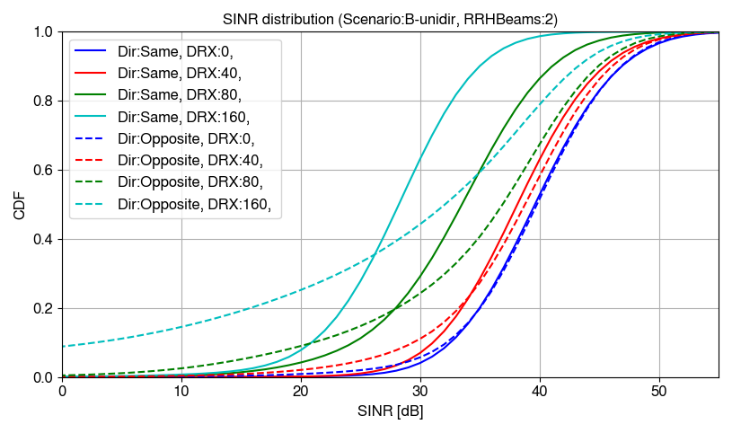 SINR distribution (Scenario:B-unidir, RRHBeams:2)
1.0
0.8
0.6
0.4
0.2
0.0
CDF
Dir:Same, DRX:0,
Dir:Same, DRX:40,
Dir:Same, DRX:80,
Dir:Same, DRX:160,
Dir:Opposite, DRX:0,
Dir:Opposite, DRX:40,
Dir:Opposite, DRX:80,
Dir:Opposite, DRX:160,
0 10 20 30 40 50
SINR [dB]